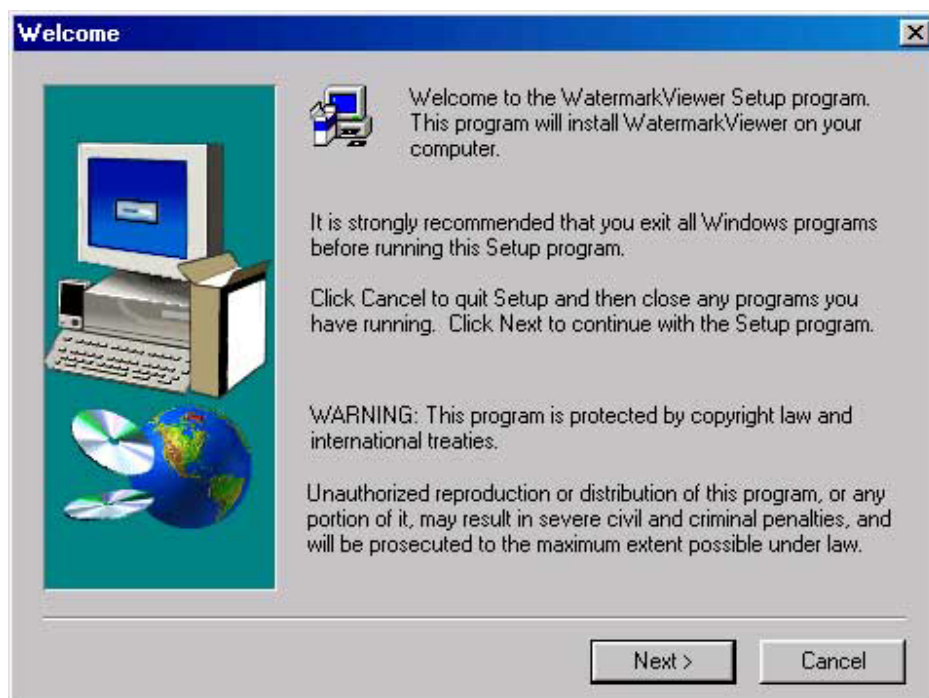 Welcome
Welcome to the WatermarkViewer Setup program.
This program will install WatermarkViewer on your
computer.
It is strongly recommended that you exit all Windows programs
before running this Setup program.
Click Cancel to quit Setup and then close any programs you
have running.  Click Next to continue with the Setup program.
WARNING: This program is protected by copyright law and
international treaties.
Unauthorized reproduction or distribution of this program, or any
portion of it, may result in severe civil and criminal penalties, and
will be prosecuted to the maximum extent possible under law.
Next >
Cancel